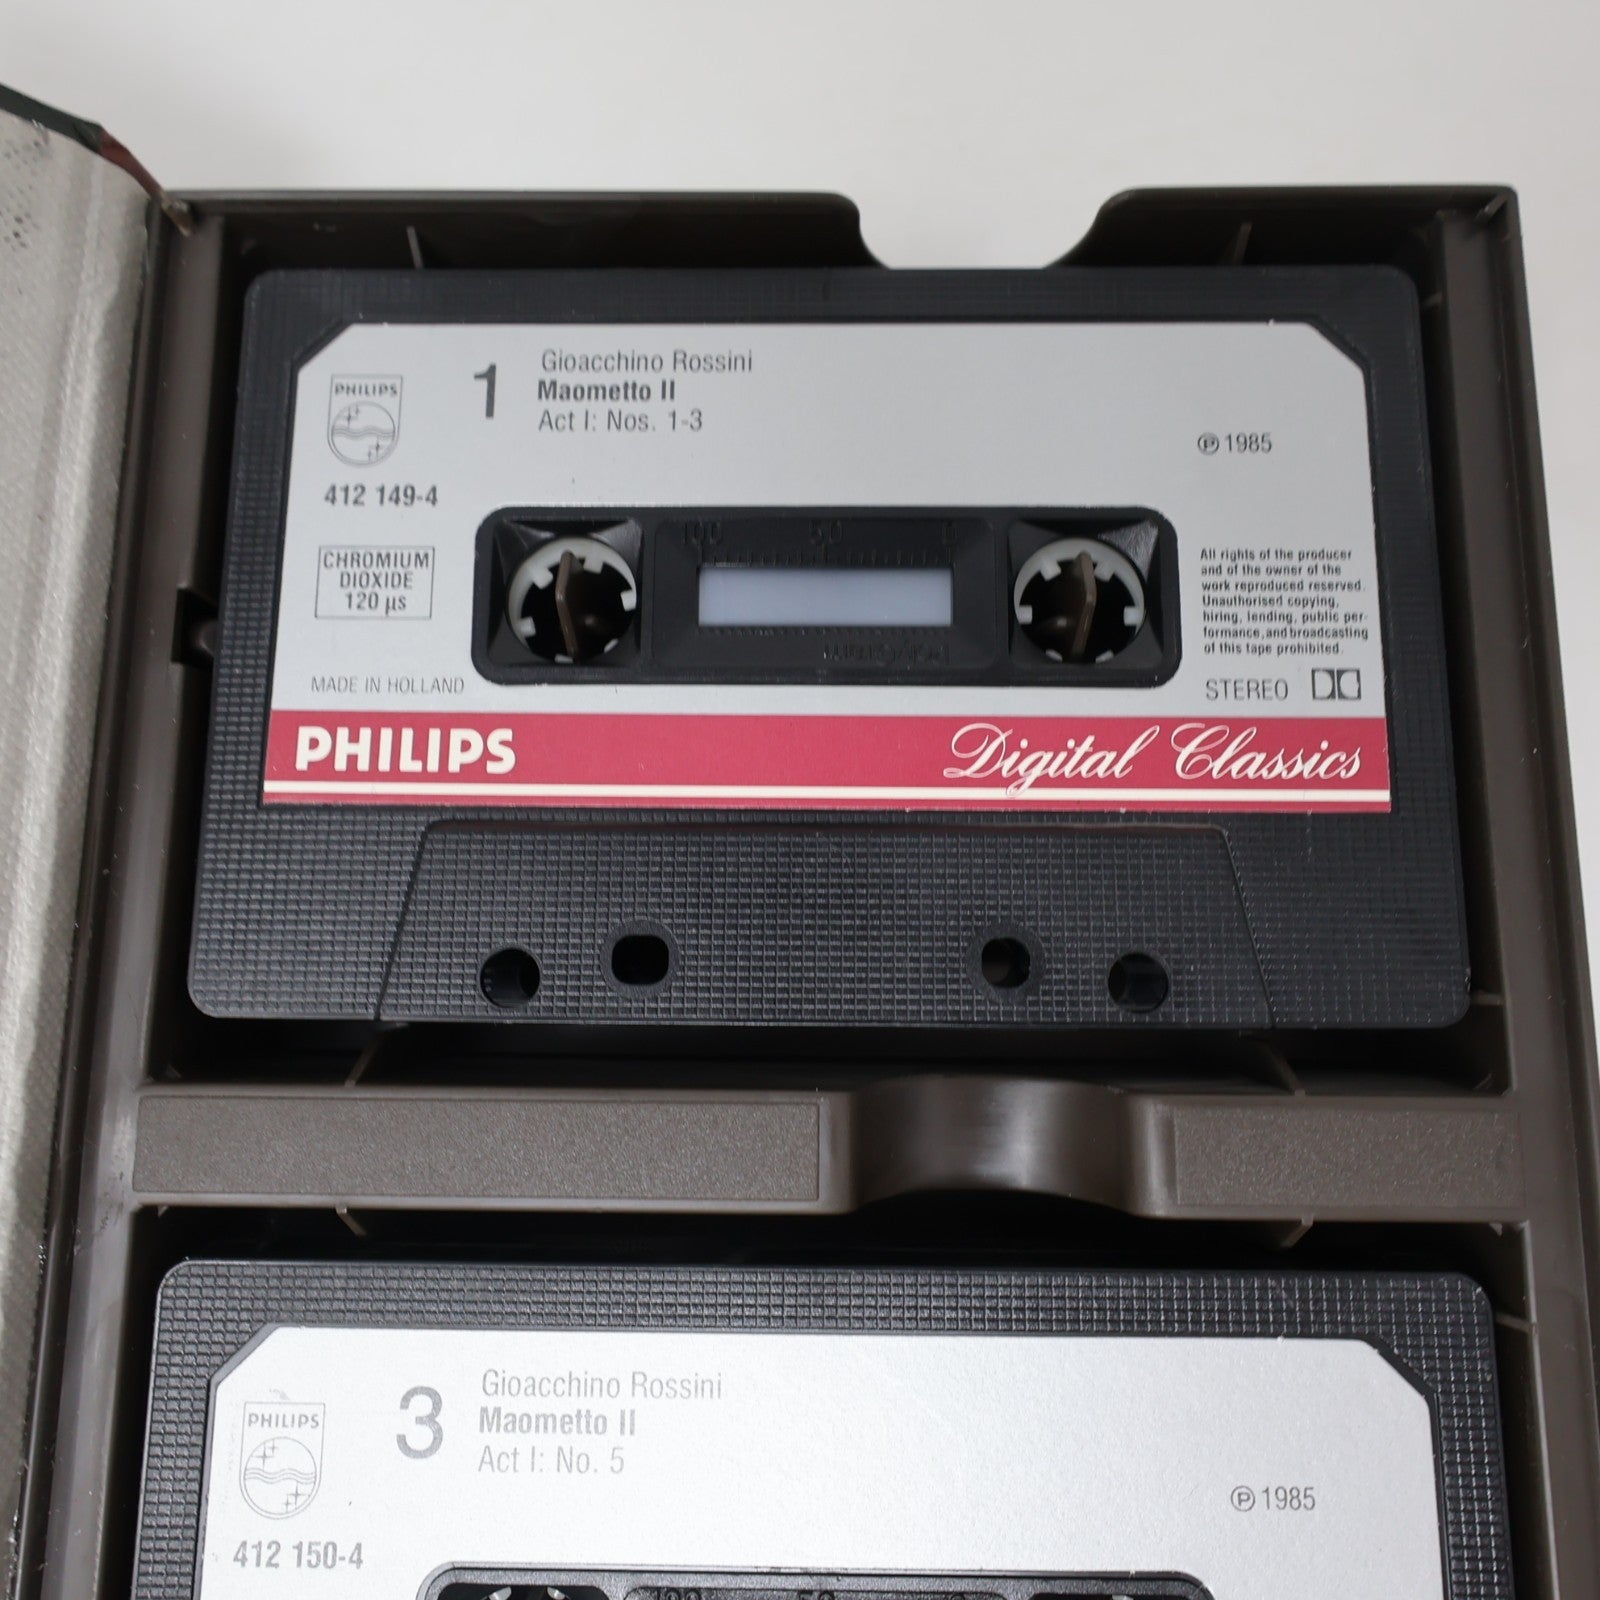 PHILIPS
1
Gioacchino Rossini
Maometto II
Act I: Nos. 1-3
℗ 1985
412 149-4
CHROMIUM
DIOXIDE
120 µs
100 50 0
All rights of the producer
and of the owner of the
work reproduced reserved.
Unauthorised copying,
hiring, lending, public per-
formance, and broadcasting
of this tape prohibited.
MADE IN HOLLAND
STEREO
PHILIPS
Digital Classics
PHILIPS
3
Gioacchino Rossini
Maometto II
Act I: No. 5
℗ 1985
412 150-4
100 50